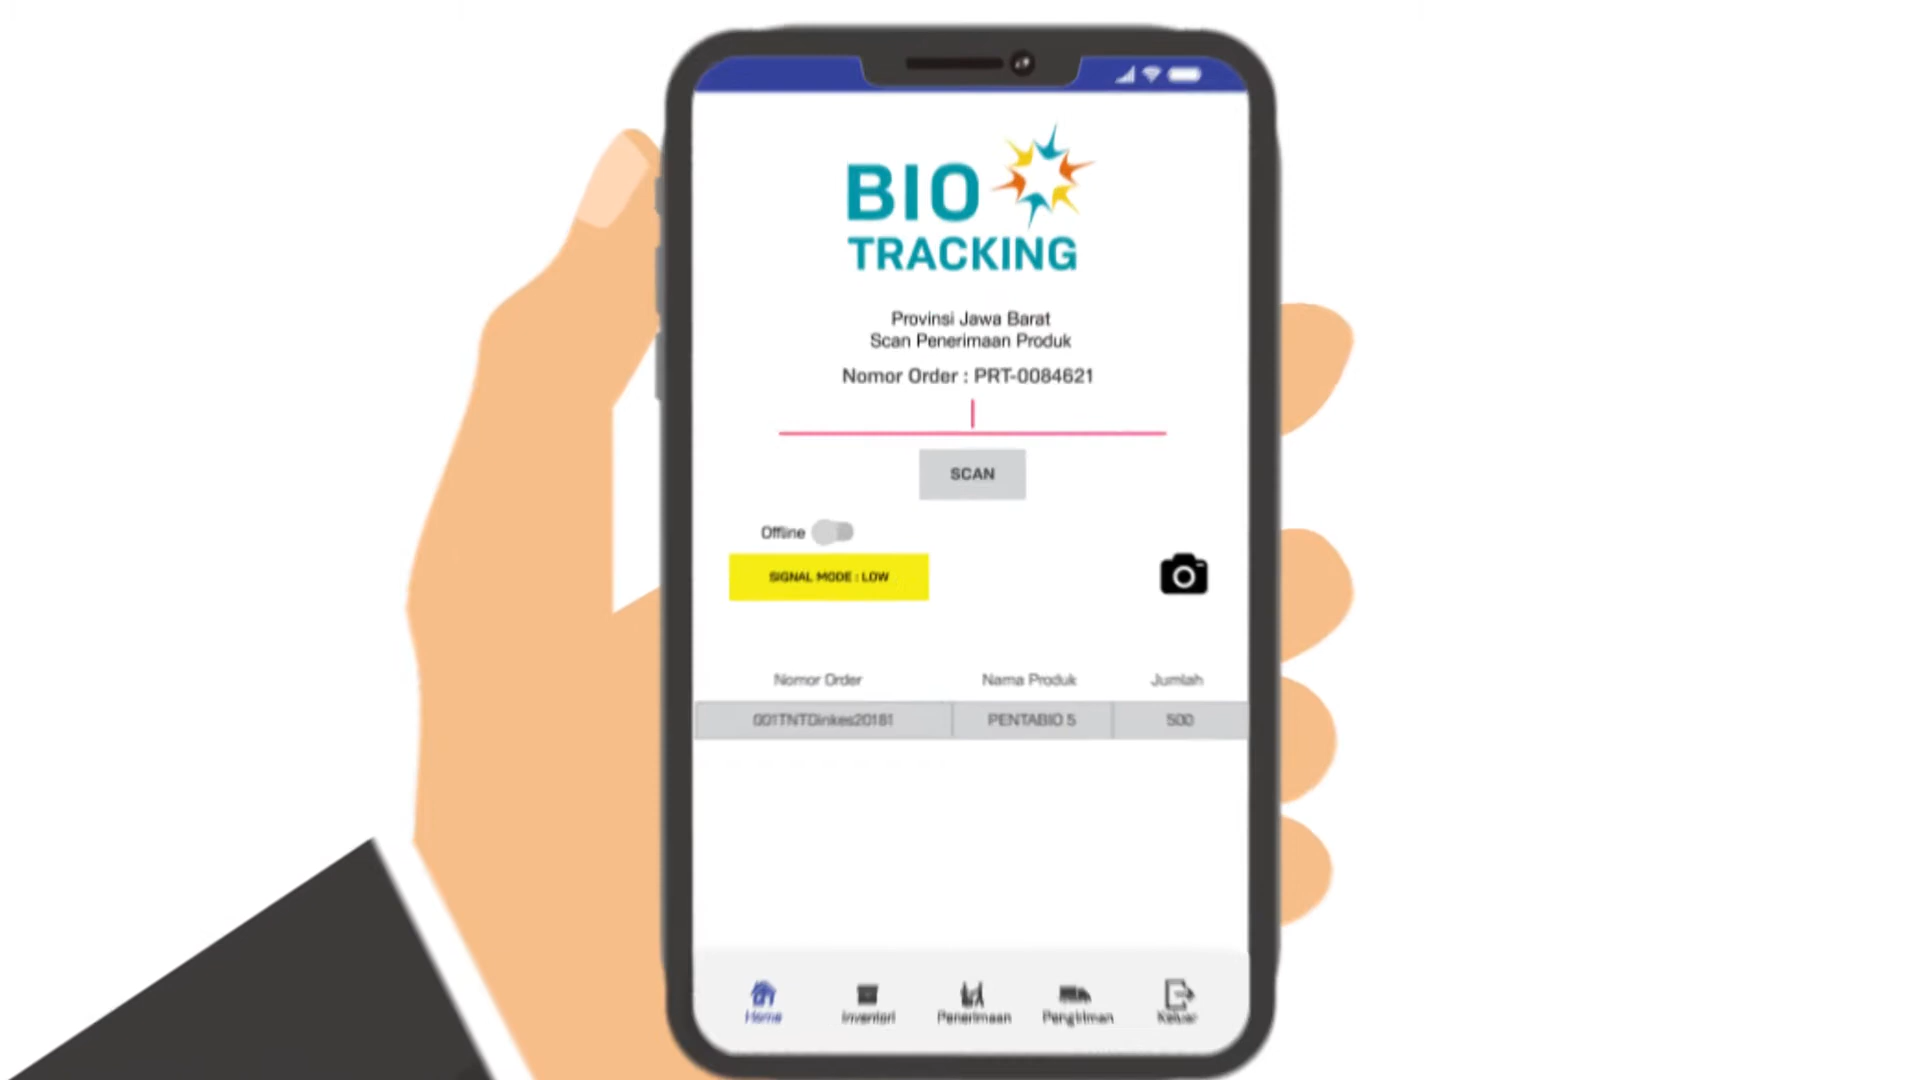 BIO
TRACKING
Provinsi Jawa Barat
Scan Penerimaan Produk
Nomor Order : PRT-0084621
SCAN
Offline
SIGNAL MODE : LOW
Nomor Order Nama Produk Jumlah
001TNTDinkes20181 PENTABIO 5 500
Home Inventori Penerimaan Pengiriman Keluar